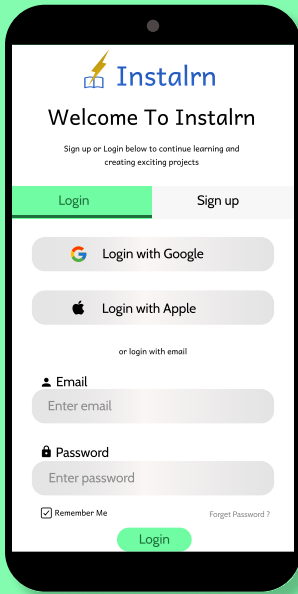 Instalrn
Welcome To Instalrn
Sign up or Login below to continue learning and
creating exciting projects
Login
Sign up
Login with Google
Login with Apple
or login with email
Email
Enter email
Password
Enter password
Remember Me
Forget Password ?
Login